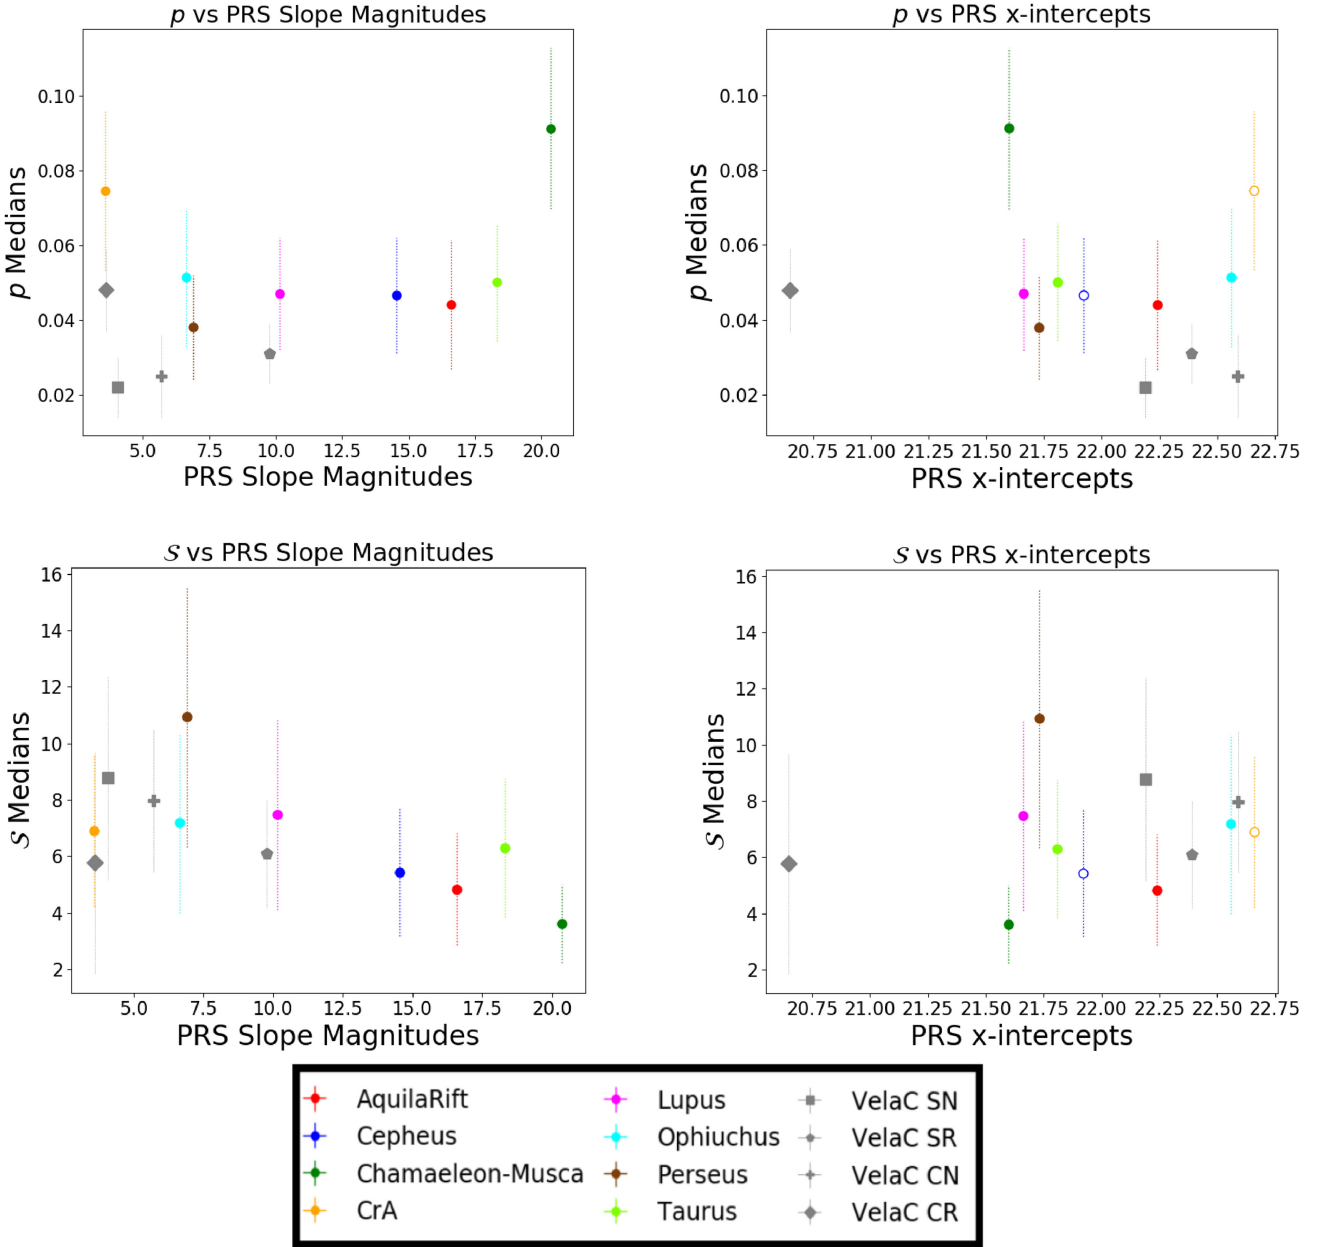 p vs PRS Slope Magnitudes
0.10
0.08
0.06
0.04
0.02
p Medians
5.0 7.5 10.0 12.5 15.0 17.5 20.0
PRS Slope Magnitudes
p vs PRS x-intercepts
0.10
0.08
0.06
0.04
0.02
p Medians
20.75 21.00 21.25 21.50 21.75 22.00 22.25 22.50 22.75
PRS x-intercepts
S vs PRS Slope Magnitudes
16
14
12
10
8
6
4
2
S Medians
5.0 7.5 10.0 12.5 15.0 17.5 20.0
PRS Slope Magnitudes
S vs PRS x-intercepts
16
14
12
10
8
6
4
2
S Medians
20.75 21.00 21.25 21.50 21.75 22.00 22.25 22.50 22.75
PRS x-intercepts
AquilaRift
Cepheus
Chamaeleon-Musca
CrA
Lupus
Ophiuchus
Perseus
Taurus
VelaC SN
VelaC SR
VelaC CN
VelaC CR